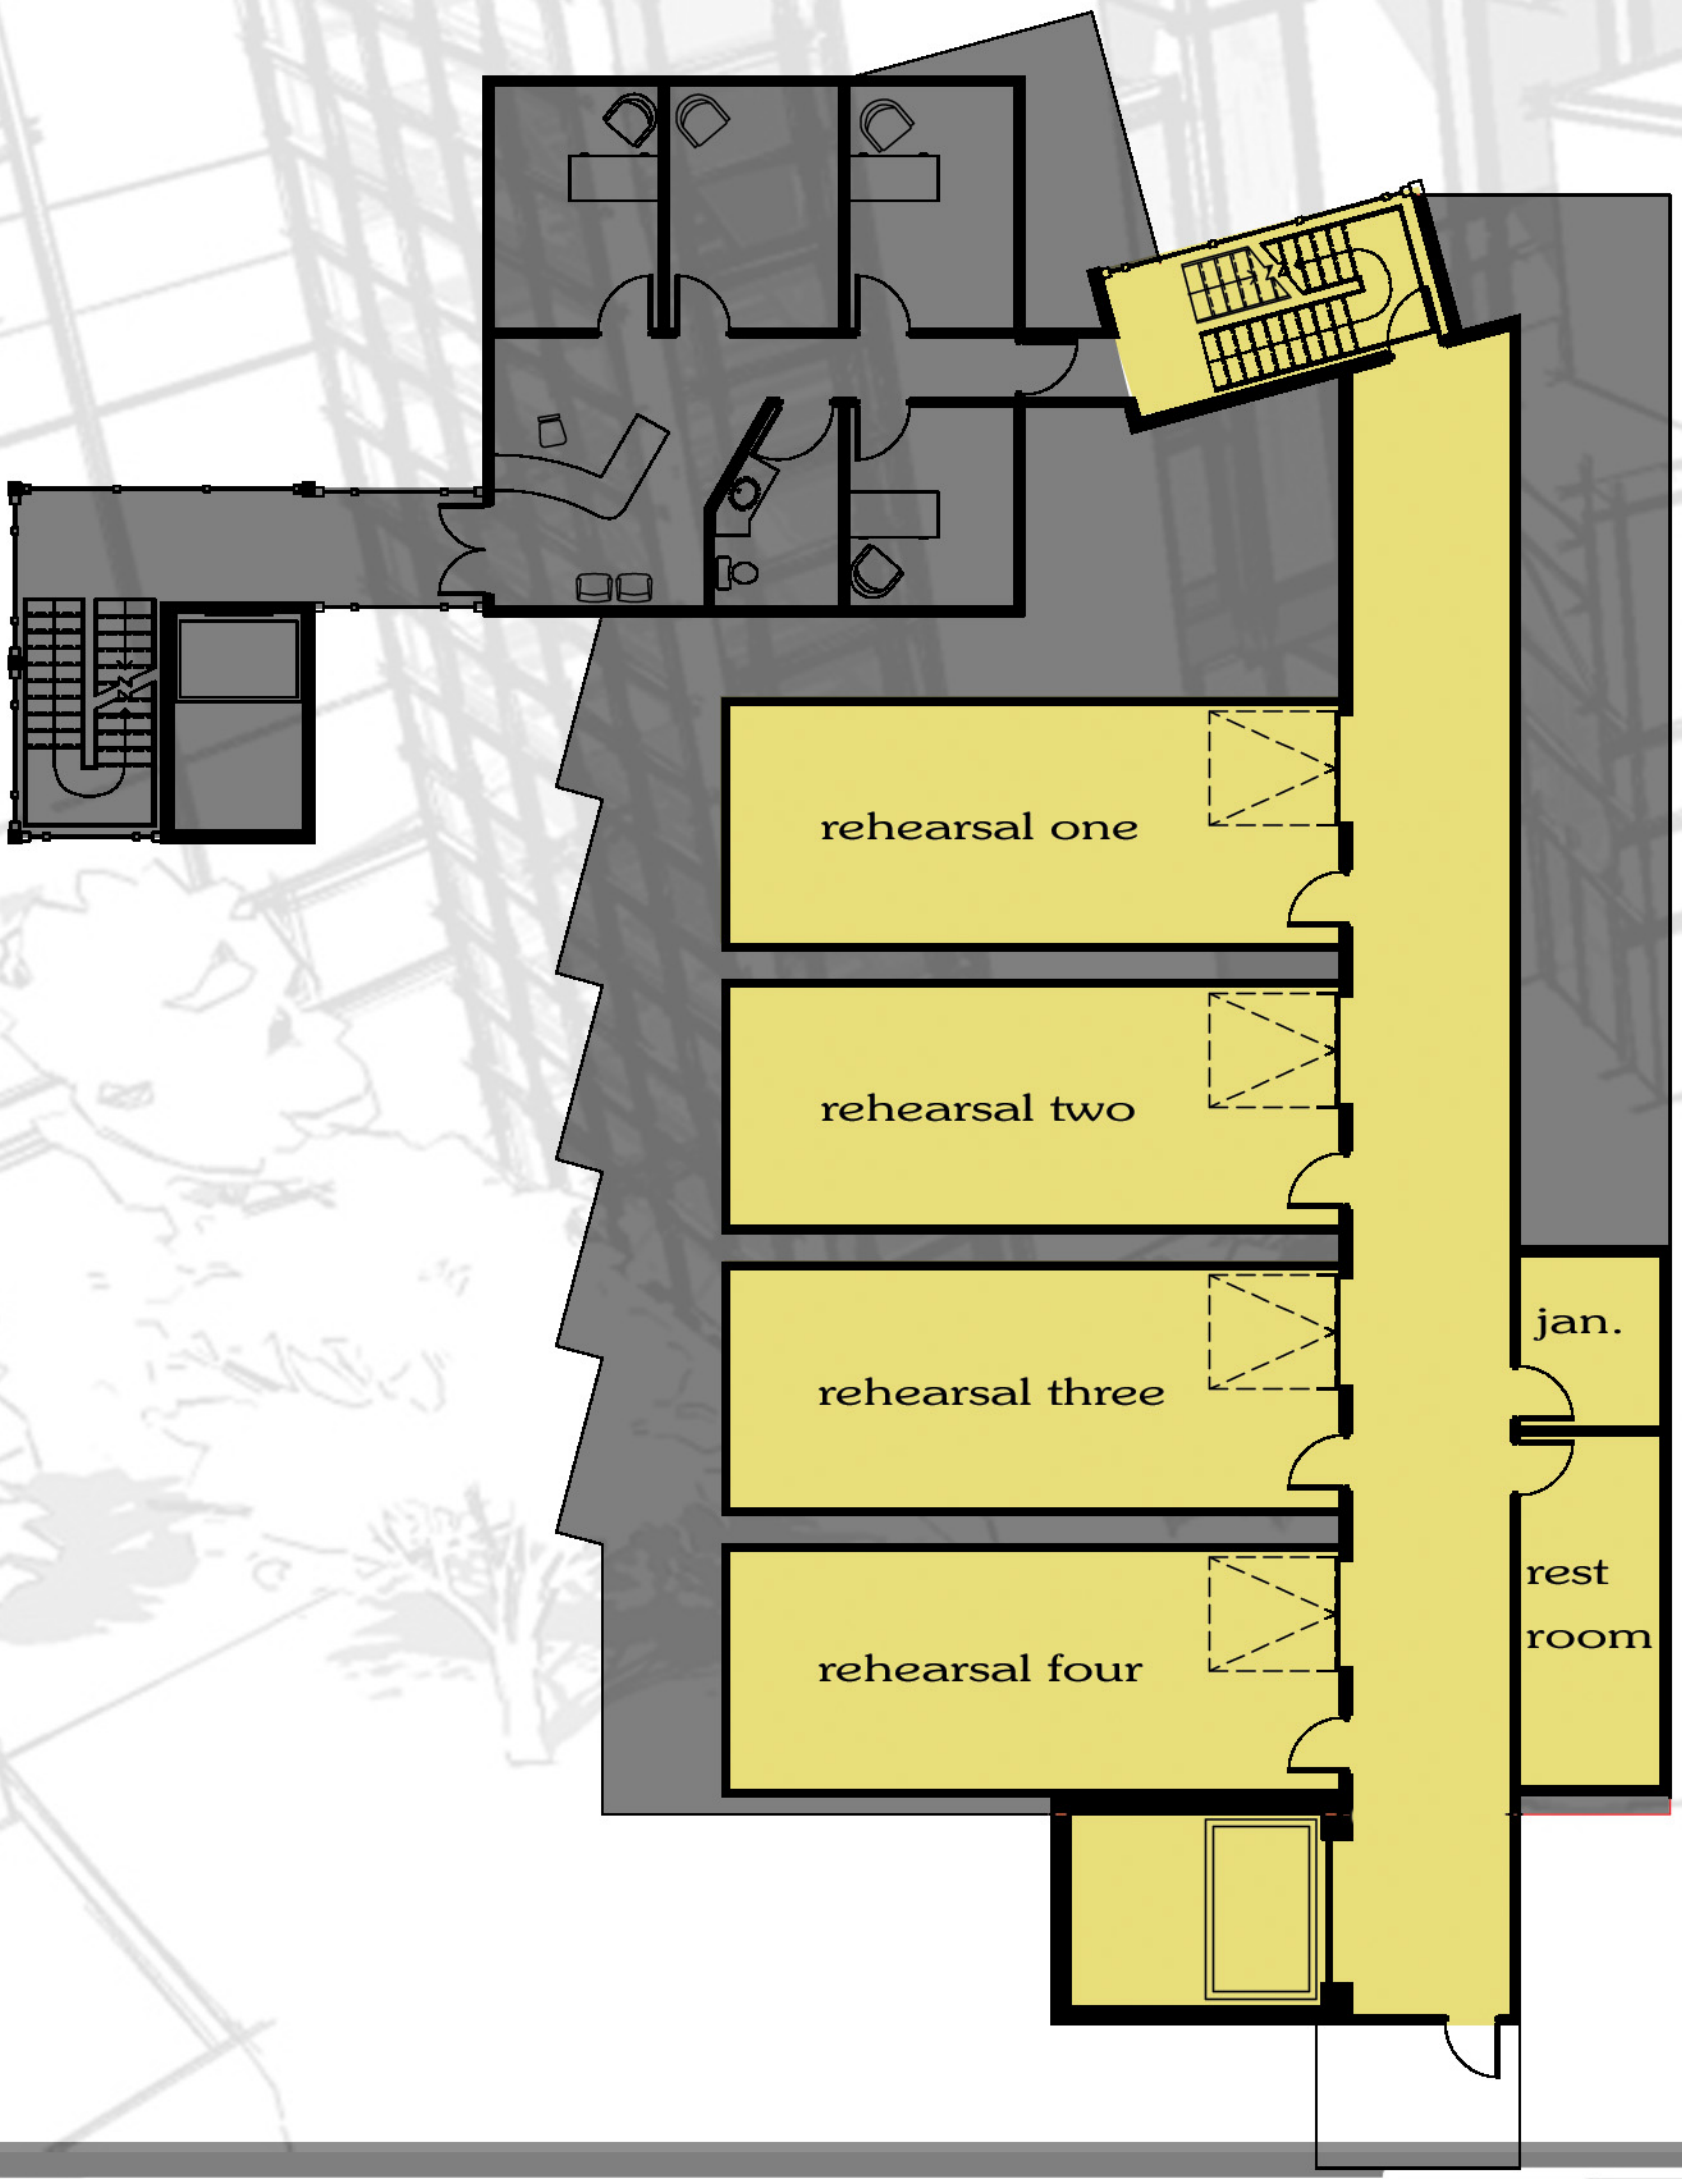 rehearsal one
rehearsal two
jan.
rehearsal three
rest
room
rehearsal four